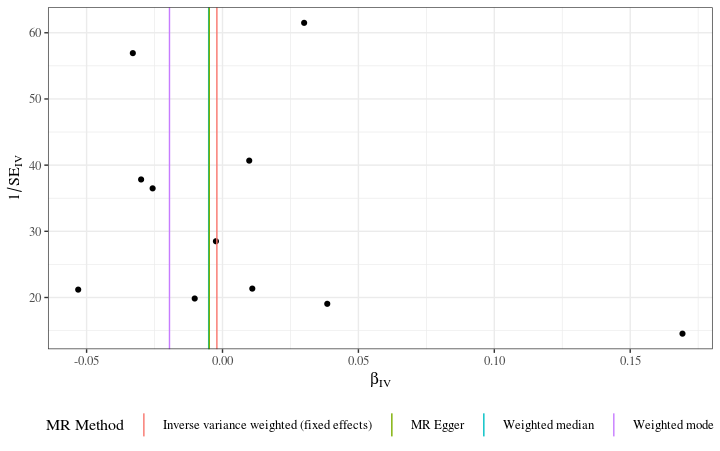 60
50
40
30
20
1/SE_IV
-0.05 0.00 0.05 0.10 0.15
β_IV
MR Method Inverse variance weighted (fixed effects) MR Egger Weighted median Weighted mode